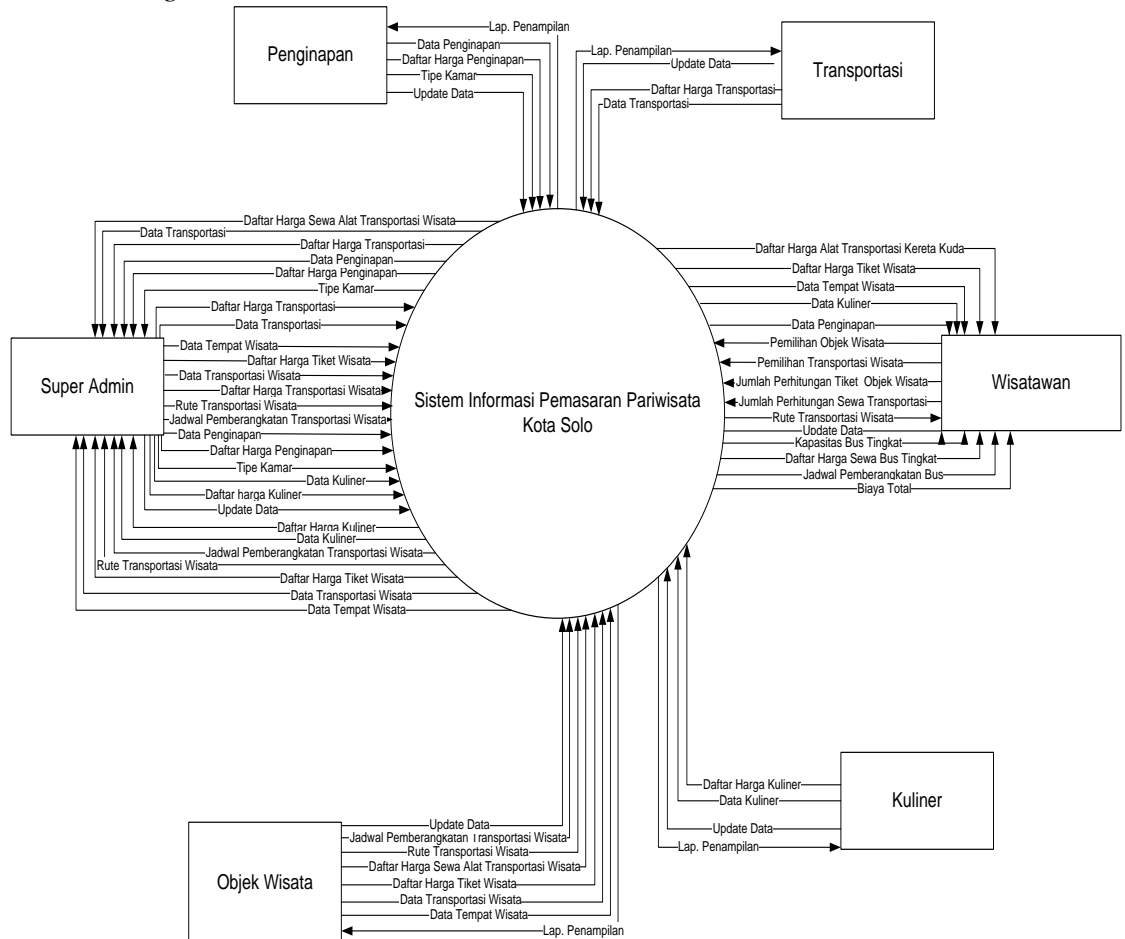 Lap. Penampilan
Data Penginapan
Daftar Harga Penginapan
Tipe Kamar
Update Data
Penginapan
Lap. Penampilan
Update Data
Daftar Harga Transportasi
Data Transportasi
Transportasi
Daftar Harga Sewa Alat Transportasi Wisata
Data Transportasi
Daftar Harga Transportasi
Data Penginapan
Daftar Harga Penginapan
Tipe Kamar
Daftar Harga Transportasi
Data Transportasi
Data Tempat Wisata
Daftar Harga Tiket Wisata
Data Transportasi Wisata
Daftar Harga Transportasi Wisata
Rute Transportasi Wisata
Jadwal Pemberangkatan Transportasi Wisata
Data Penginapan
Daftar Harga Penginapan
Tipe Kamar
Data Kuliner
Daftar harga Kuliner
Update Data
Daftar Harga Kuliner
Data Kuliner
Jadwal Pemberangkatan Transportasi Wisata
Rute Transportasi Wisata
Daftar Harga Tiket Wisata
Data Transportasi Wisata
Data Tempat Wisata
Super Admin
Sistem Informasi Pemasaran Pariwisata
Kota Solo
Daftar Harga Alat Transportasi Kereta Kuda
Daftar Harga Tiket Wisata
Data Tempat Wisata
Data Kuliner
Data Penginapan
Pemilihan Objek Wisata
Pemilihan Transportasi Wisata
Jumlah Perhitungan Tiket Objek Wisata
Jumlah Perhitungan Sewa Transportasi
Rute Transportasi Wisata
Update Data
Kapasitas Bus Tingkat
Daftar Harga Sewa Bus Tingkat
Jadwal Pemberangkatan Bus
Biaya Total
Wisatawan
Daftar Harga Kuliner
Data Kuliner
Update Data
Lap. Penampilan
Kuliner
Update Data
Jadwal Pemberangkatan Transportasi Wisata
Rute Transportasi Wisata
Daftar Harga Sewa Alat Transportasi Wisata
Daftar Harga Tiket Wisata
Data Transportasi Wisata
Data Tempat Wisata
Lap. Penampilan
Objek Wisata